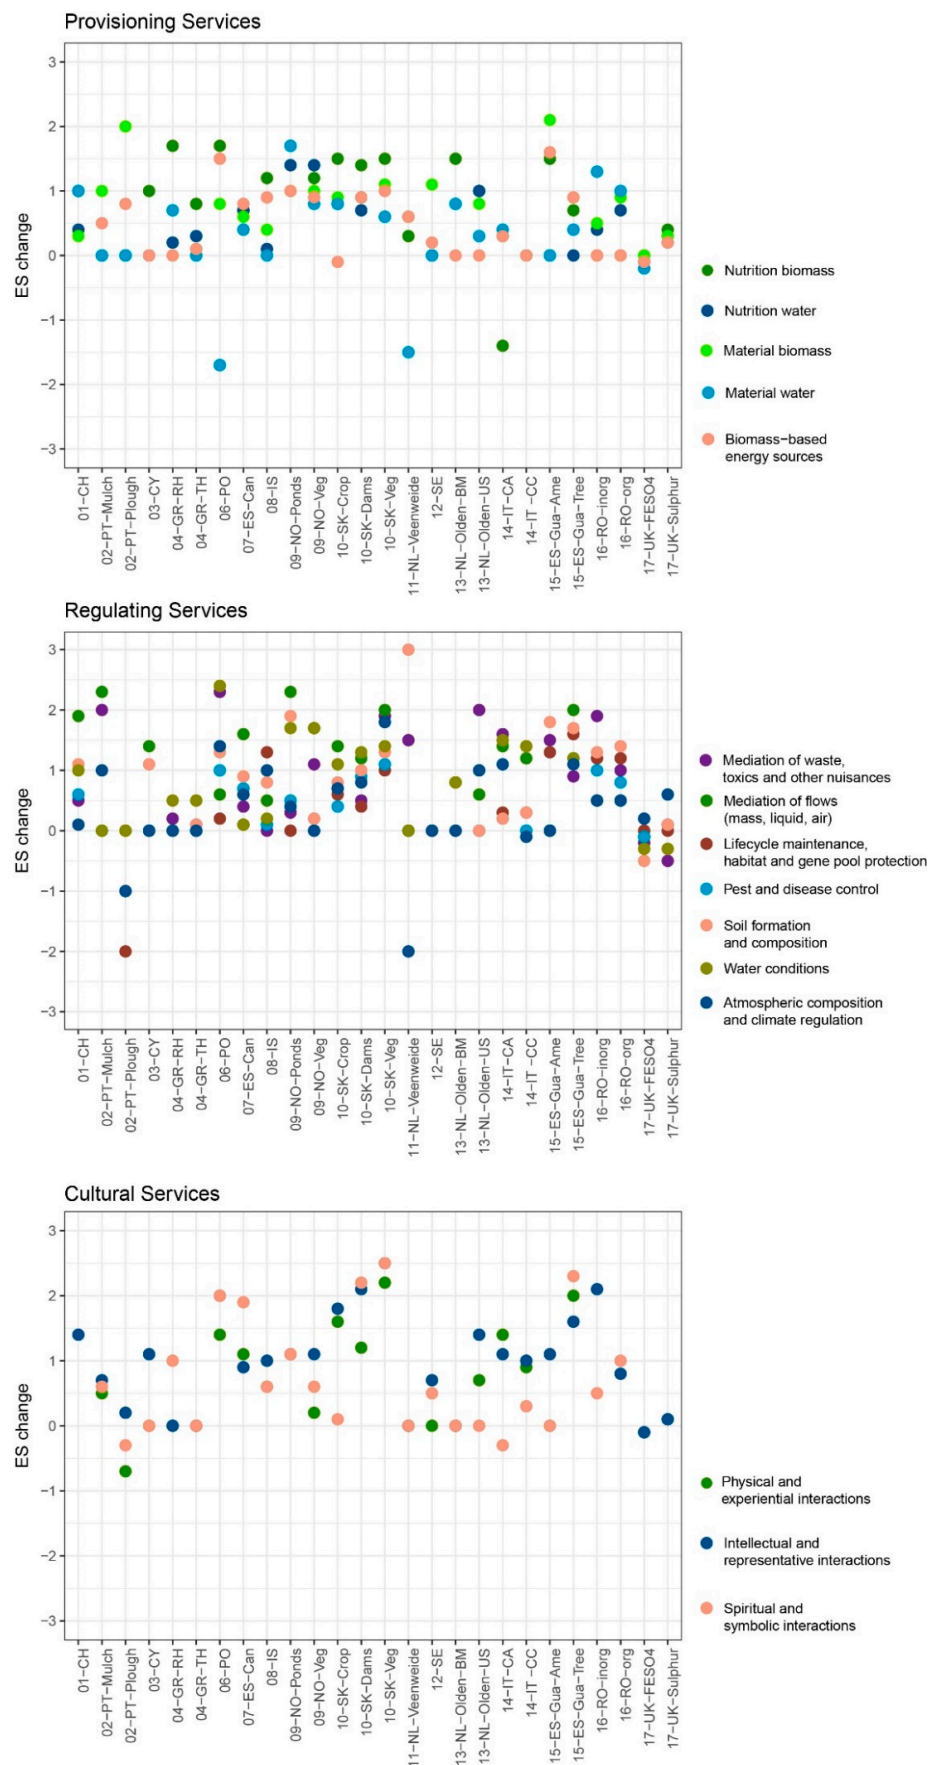 Provisioning Services
3
2
1
0
−1
−2
−3
ES change
01−CH
02−PT−Mulch
02−PT−Plough
03−CY
04−GR−RH
04−GR−TH
06−PO
07−ES−Can
08−IS
09−NO−Ponds
09−NO−Veg
10−SK−Crop
10−SK−Dams
10−SK−Veg
11−NL−Veenweide
12−SE
13−NL−Olden−BM
13−NL−Olden−US
14−IT−CA
14−IT −CC
15−ES−Gua−Ame
15−ES−Gua−Tree
16−RO−inorg
16−RO−org
17−UK−FESO4
17−UK−Sulphur
Nutrition biomass
Nutrition water
Material biomass
Material water
Biomass−based
energy sources
Regulating Services
3
2
1
0
−1
−2
−3
ES change
01−CH
02−PT−Mulch
02−PT−Plough
03−CY
04−GR−RH
04−GR−TH
06−PO
07−ES−Can
08−IS
09−NO−Ponds
09−NO−Veg
10−SK−Crop
10−SK−Dams
10−SK−Veg
11−NL−Veenweide
12−SE
13−NL−Olden−BM
13−NL−Olden−US
14−IT−CA
14−IT −CC
15−ES−Gua−Ame
15−ES−Gua−Tree
16−RO−inorg
16−RO−org
17−UK−FESO4
17−UK−Sulphur
Mediation of waste,
toxics and other nuisances
Mediation of flows
(mass, liquid, air)
Lifecycle maintenance,
habitat and gene pool protection
Pest and disease control
Soil formation
and composition
Water conditions
Atmospheric composition
and climate regulation
Cultural Services
3
2
1
0
−1
−2
−3
ES change
01−CH
02−PT−Mulch
02−PT−Plough
03−CY
04−GR−RH
04−GR−TH
06−PO
07−ES−Can
08−IS
09−NO−Ponds
09−NO−Veg
10−SK−Crop
10−SK−Dams
10−SK−Veg
11−NL−Veenweide
12−SE
13−NL−Olden−BM
13−NL−Olden−US
14−IT−CA
14−IT −CC
15−ES−Gua−Ame
15−ES−Gua−Tree
16−RO−inorg
16−RO−org
17−UK−FESO4
17−UK−Sulphur
Physical and
experiential interactions
Intellectual and
representative interactions
Spiritual and
symbolic interactions